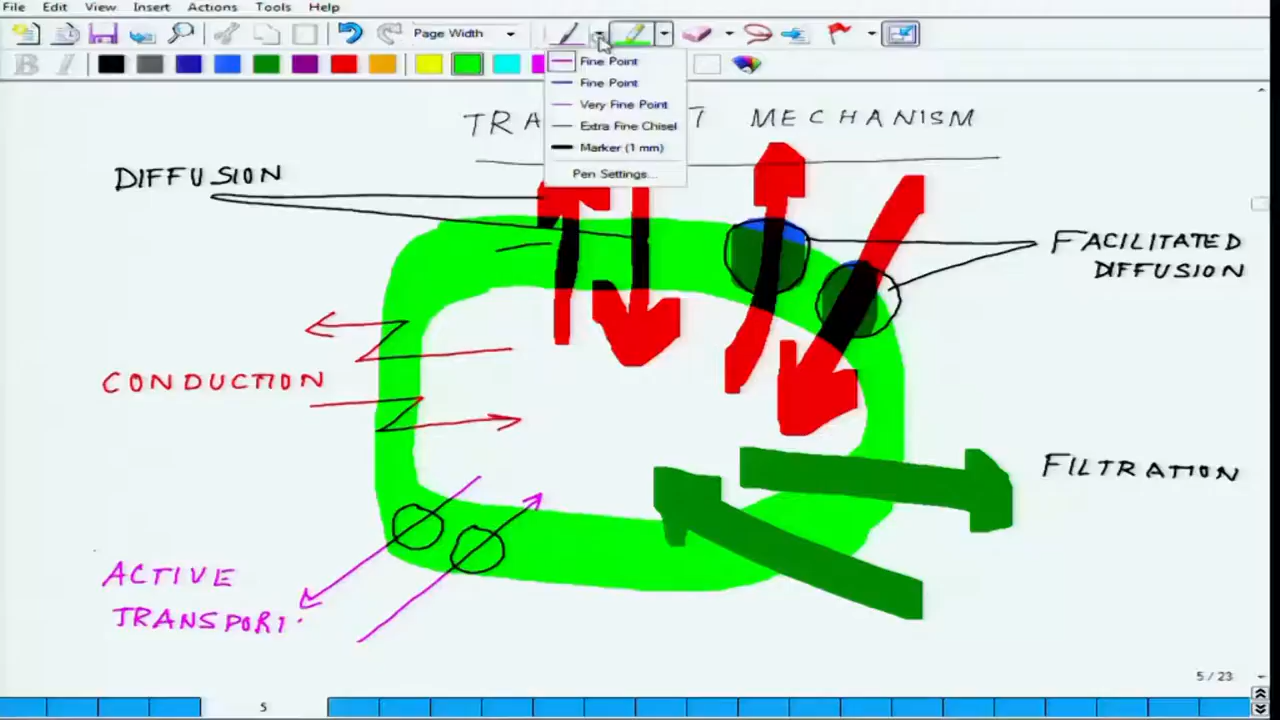 File Edit View Insert Actions Tools Help
Page Width
B I
Fine Point
Fine Point
Very Fine Point
Extra Fine Chisel
Marker (1 mm)
Pen Settings...
MECHANISM
DIFFUSION
FACILITATED
DIFFUSION
CONDUCTION
FILTRATION
ACTIVE
TRANSPORT
5 / 23
5